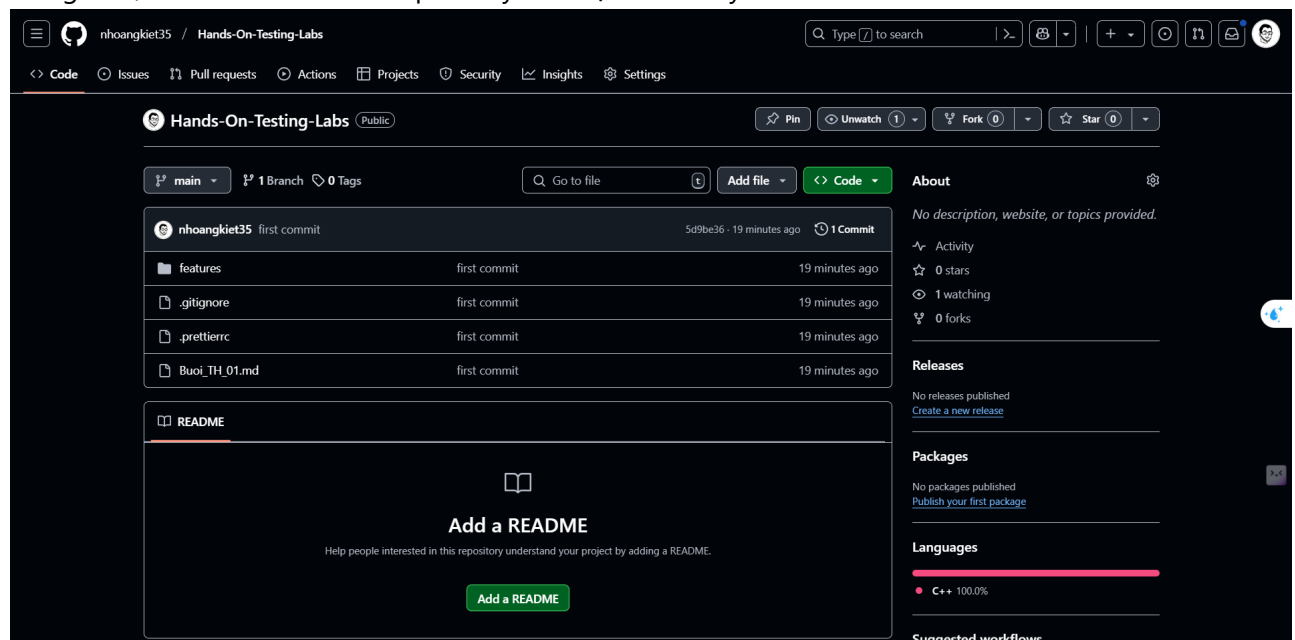 nhoangkiet35 / Hands-On-Testing-Labs
Type / to search
Code Issues Pull requests Actions Projects Security Insights Settings
Hands-On-Testing-Labs Public
Pin Unwatch 1 Fork 0 Star 0
main 1 Branch 0 Tags Go to file t Add file Code
nhoangkiet35 first commit 5d9be36 · 19 minutes ago 1 Commit
features first commit 19 minutes ago
.gitignore first commit 19 minutes ago
.prettierrc first commit 19 minutes ago
Buoi_TH_01.md first commit 19 minutes ago
README
Add a README
Help people interested in this repository understand your project by adding a README.
Add a README
About
No description, website, or topics provided.
Activity
0 stars
1 watching
0 forks
Releases
No releases published
Create a new release
Packages
No packages published
Publish your first package
Languages
C++ 100.0%
Suggested workflows